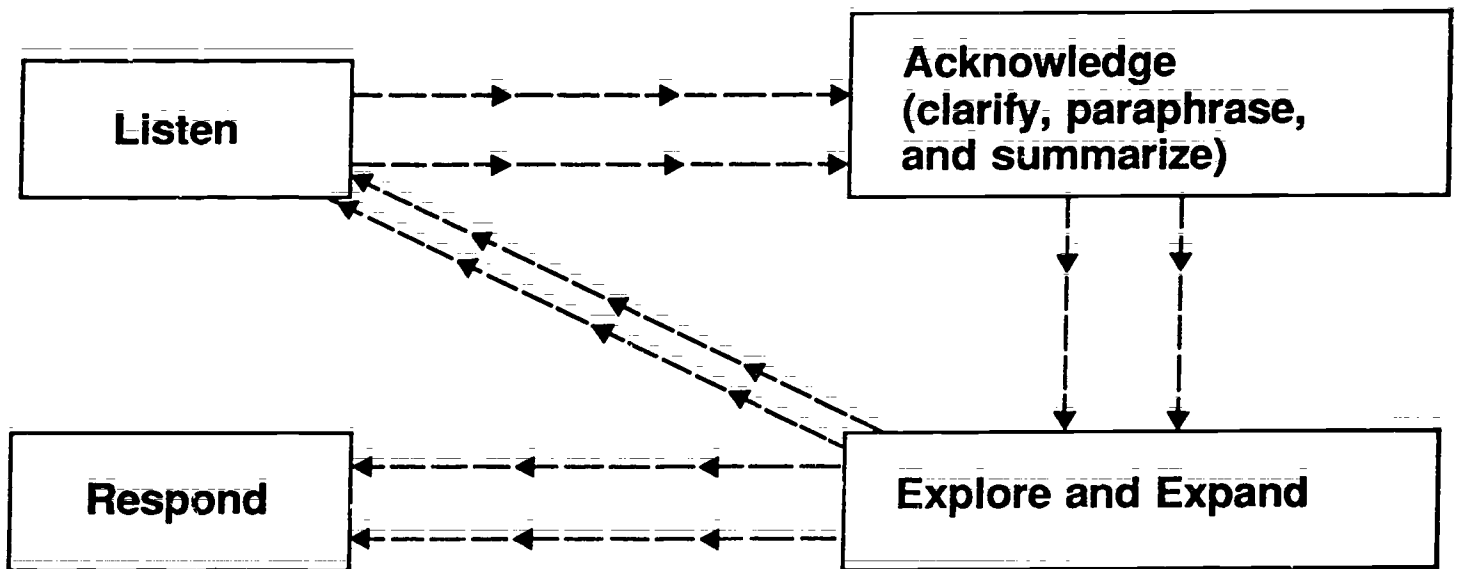 Listen
Acknowledge
(clarify, paraphrase,
and summarize)
Respond
Explore and Expand